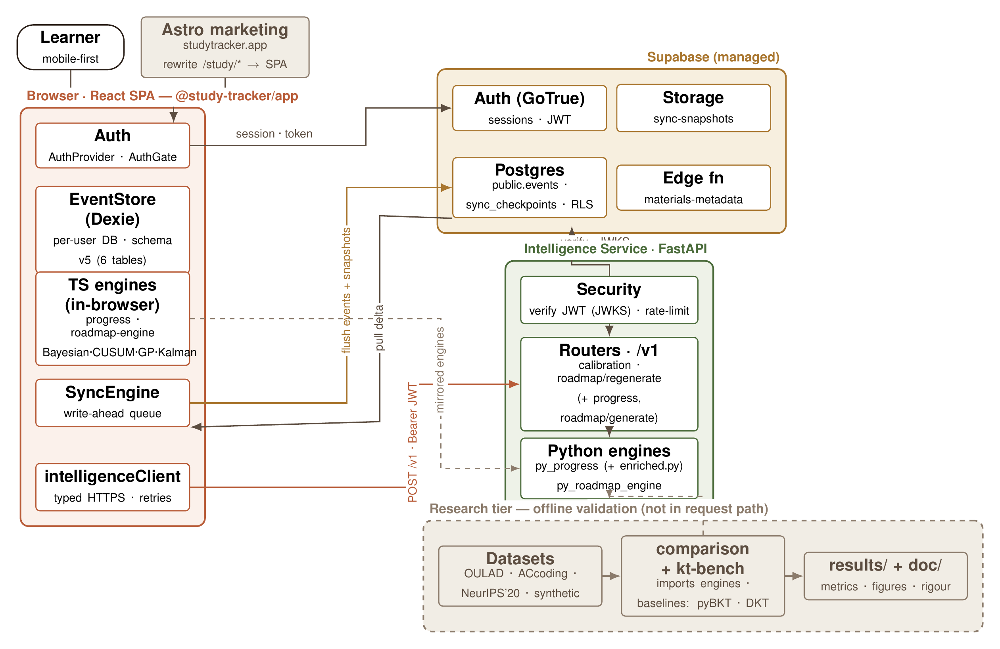 Learner
mobile-first
Astro marketing
studytracker.app
rewrite /study/* → SPA
Browser · React SPA — @study-tracker/app
Auth
AuthProvider · AuthGate
EventStore
(Dexie)
per-user DB · schema
v5 (6 tables)
TS engines
(in-browser)
progress ·
roadmap-engine
Bayesian·CUSUM·GP·Kalman
SyncEngine
write-ahead queue
intelligenceClient
typed HTTPS · retries
session · token
flush events + snapshots
pull delta
POST /v1 · Bearer JWT
mirrored engines
Supabase (managed)
Auth (GoTrue)
sessions · JWT
Storage
sync-snapshots
Postgres
public.events ·
sync_checkpoints · RLS
Edge fn
materials-metadata
verify JWKS
Intelligence Service · FastAPI
Security
verify JWT (JWKS) · rate-limit
Routers · /v1
calibration ·
roadmap/regenerate
(+ progress,
roadmap/generate)
Python engines
py_progress (+ enriched.py)
py_roadmap_engine
Research tier — offline validation (not in request path)
Datasets
OULAD · ACcoding ·
NeurIPS’20 · synthetic
comparison
+ kt-bench
imports engines ·
baselines: pyBKT · DKT
results/ + doc/
metrics · figures · rigour